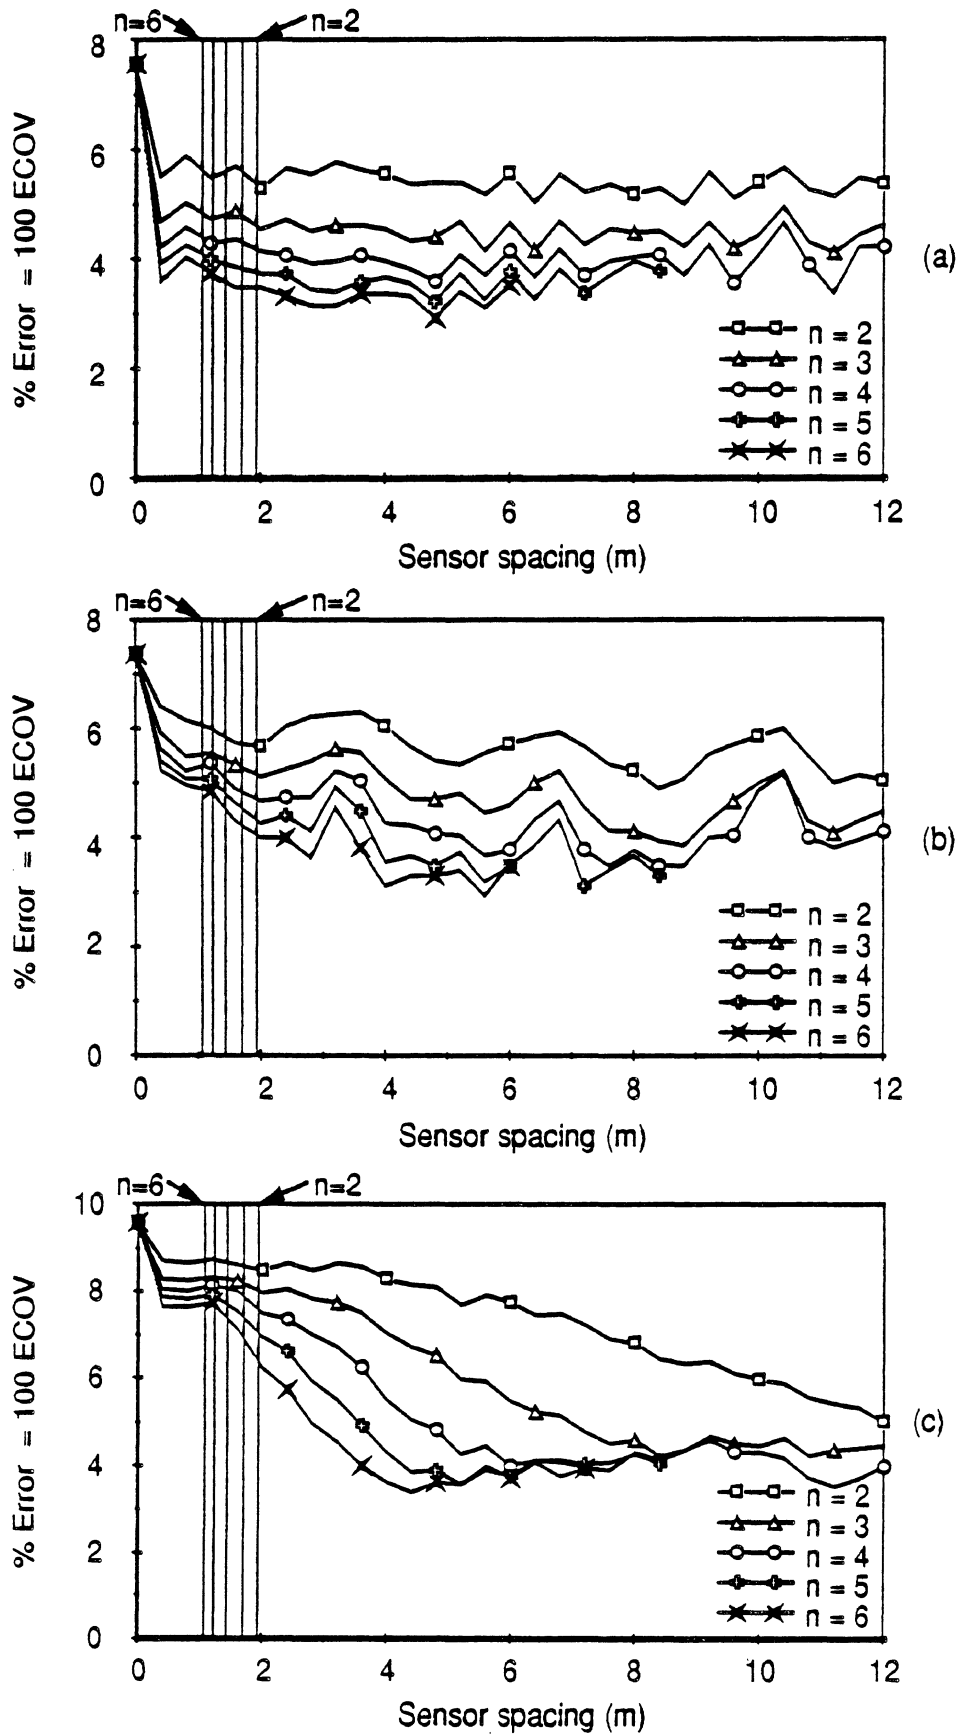 n=6 n=2
8
6
4
2
0
% Error = 100 ECOV
(a)
n = 2
n = 3
n = 4
n = 5
n = 6
0 2 4 6 8 10 12
Sensor spacing (m)
n=6 n=2
8
6
4
2
0
% Error = 100 ECOV
(b)
n = 2
n = 3
n = 4
n = 5
n = 6
0 2 4 6 8 10 12
Sensor spacing (m)
n=6 n=2
10
8
6
4
2
0
% Error = 100 ECOV
(c)
n = 2
n = 3
n = 4
n = 5
n = 6
0 2 4 6 8 10 12
Sensor spacing (m)